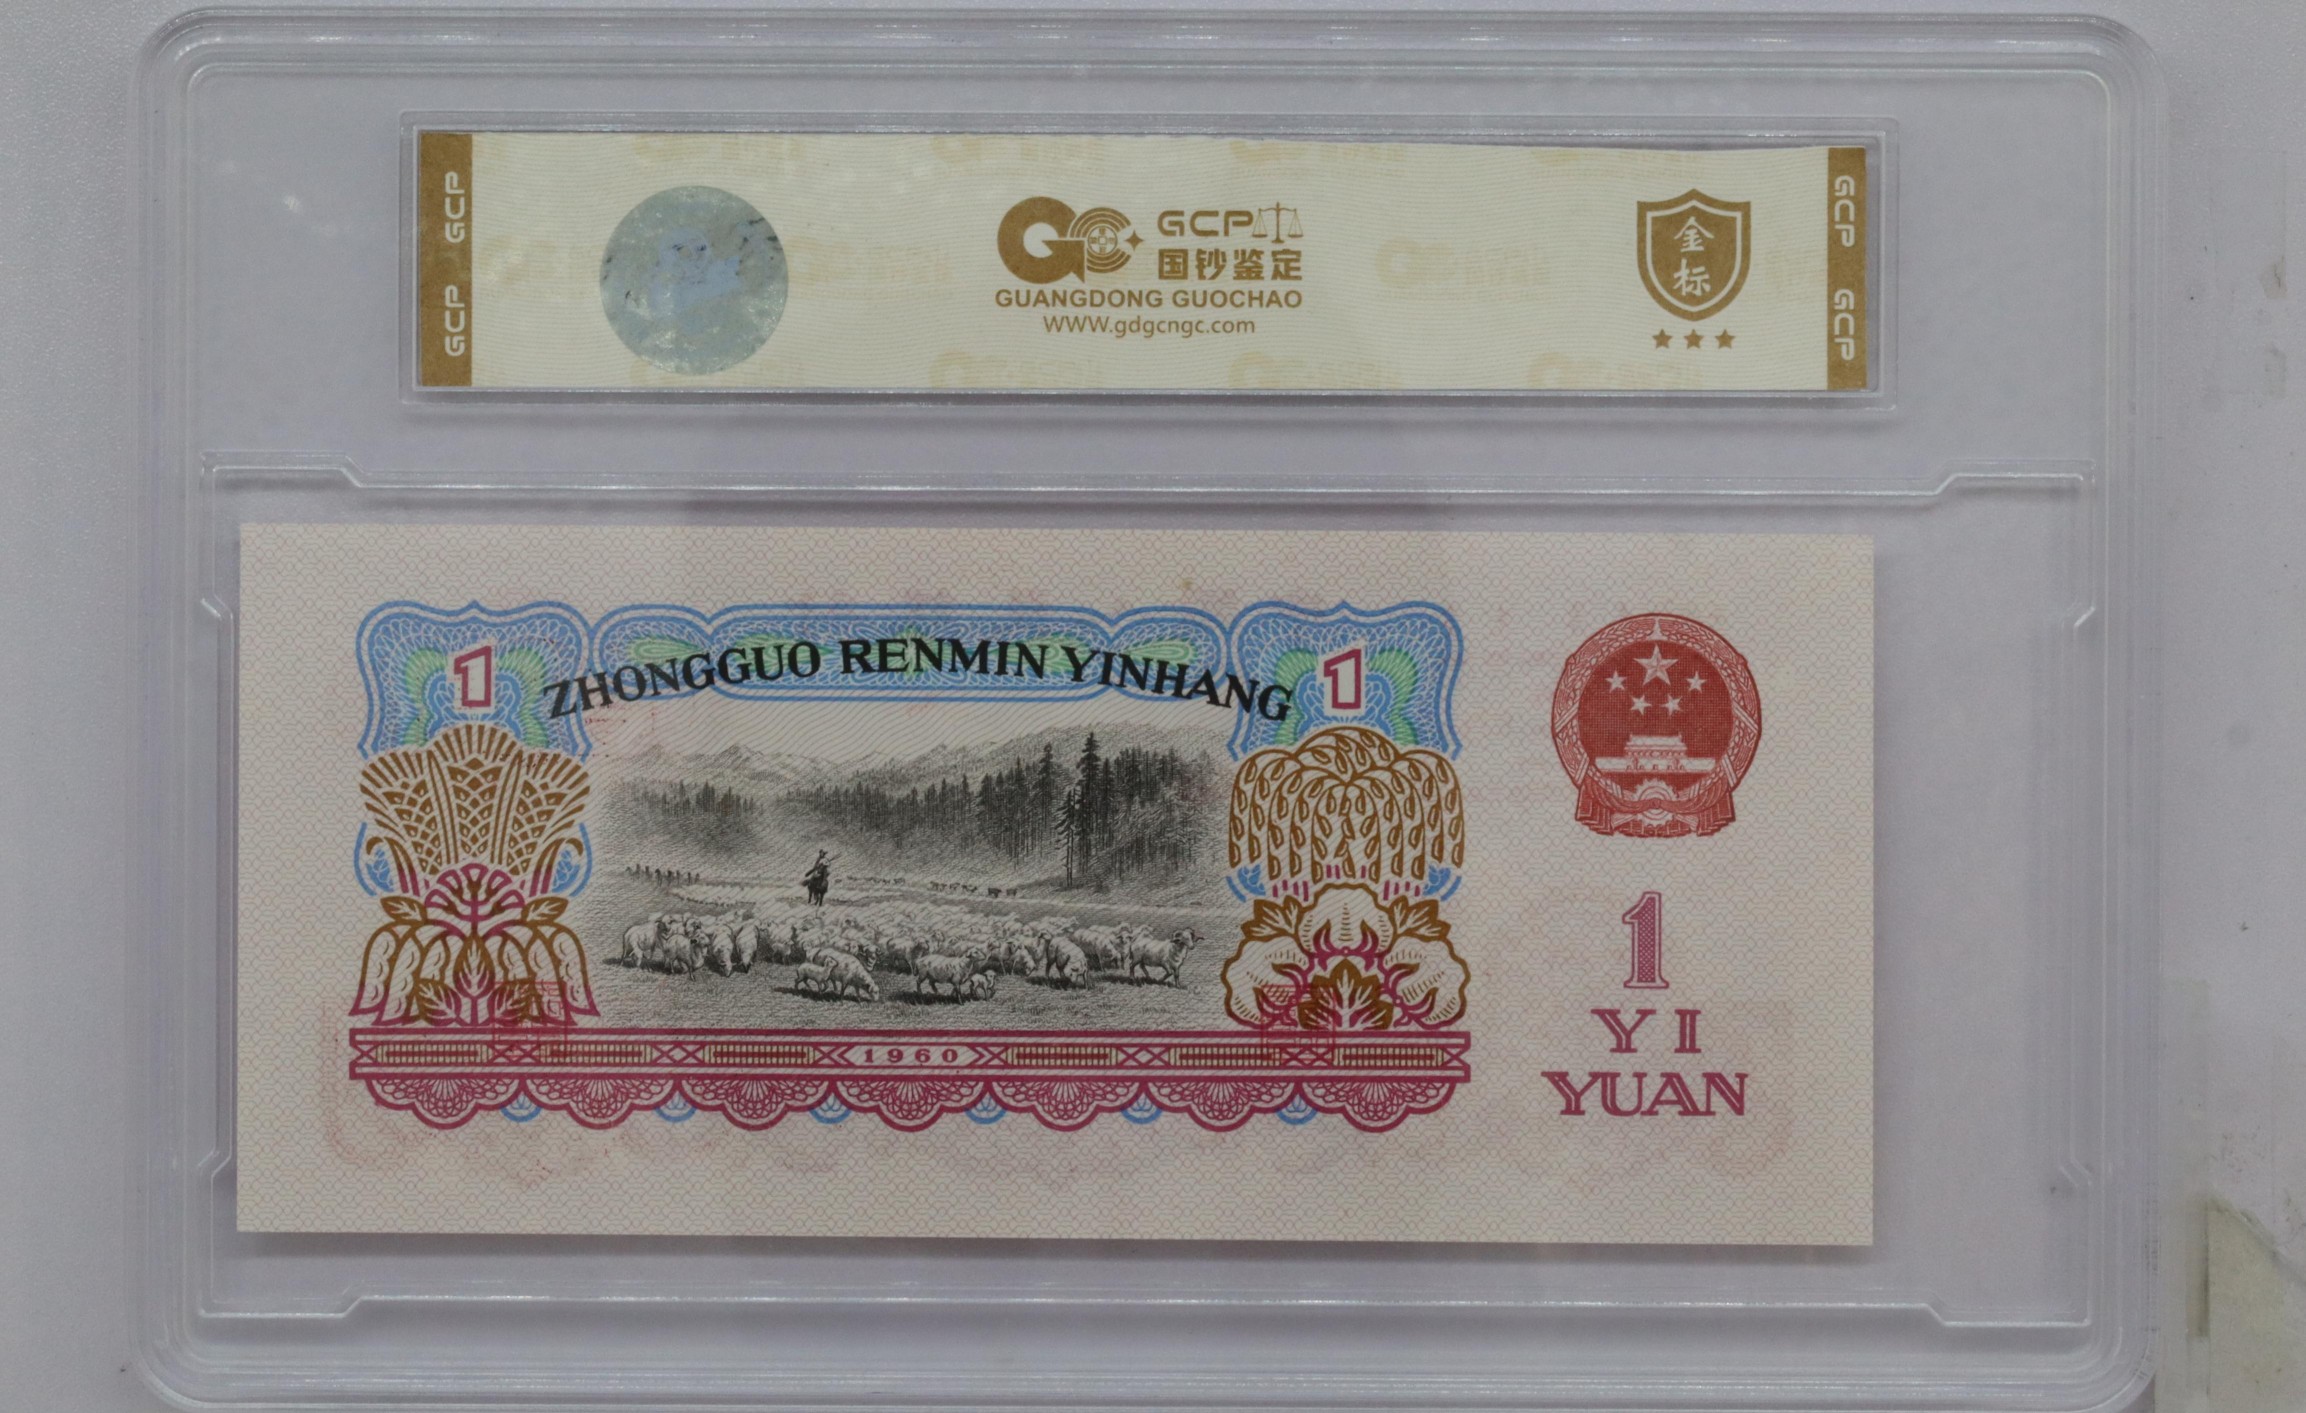 GCP GCP
GCP
国钞鉴定
GUANGDONG GUOCHAO
WWW.gdgcngc.com
金标
GCP GCP
ZHONGGUO RENMIN YINHANG
1
1
1960
1
YI
YUAN